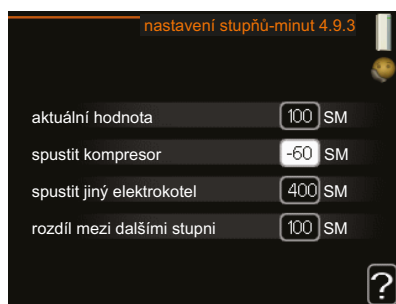 nastavení stupňů-minut 4.9.3
aktuální hodnota 100 SM
spustit kompresor -60 SM
spustit jiný elektrokotel 400 SM
rozdíl mezi dalšími stupni 100 SM
?